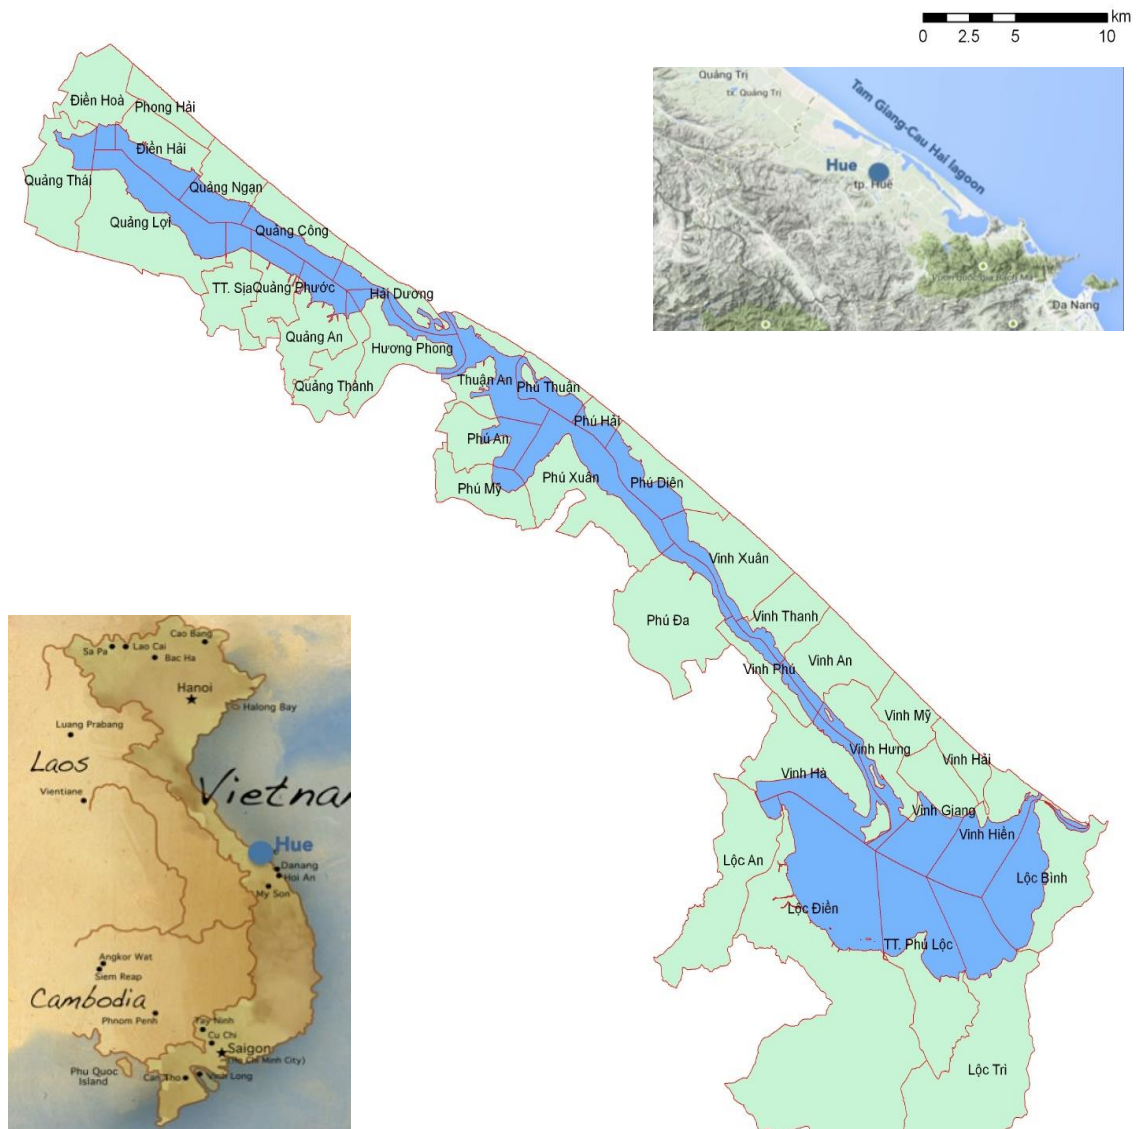 km
0 2.5 5 10
Quảng Trị
tx. Quảng Trị
Tam Giang-Cau Hai lagoon
Hue
tp. Huế
Da Nang
Điền Hoà
Phong Hải
Điền Hải
Quảng Thái
Quảng Ngạn
Quảng Lợi
Quảng Công
TT. Sịa
Quảng Phước
Hải Dương
Quảng An
Hương Phong
Quảng Thành
Thuận An
Phú Thuận
Phú Hải
Phú An
Phú Xuân
Phú Diên
Phú Mỹ
Vinh Xuân
Phú Đa
Vinh Thanh
Vinh Phú
Vinh An
Vinh Mỹ
Vinh Hưng
Vinh Hải
Vinh Hà
Vinh Giang
Vinh Hiền
Lộc An
Lộc Bình
Lộc Điền
TT. Phú Lộc
Lộc Trì
Cao Bang
Sa Pa
Lao Cai
Bac Ha
Hanoi
Halong Bay
Luang Prabang
Laos
Vientiane
Vietna
Hue
Danang
Hoi An
My Son
Angkor Wat
Siem Reap
Cambodia
Phnom Penh
Tay Ninh
Cu Chi
Saigon
(Ho Chi Minh City)
Phu Quoc
Island
Can Tho
Vinh Long